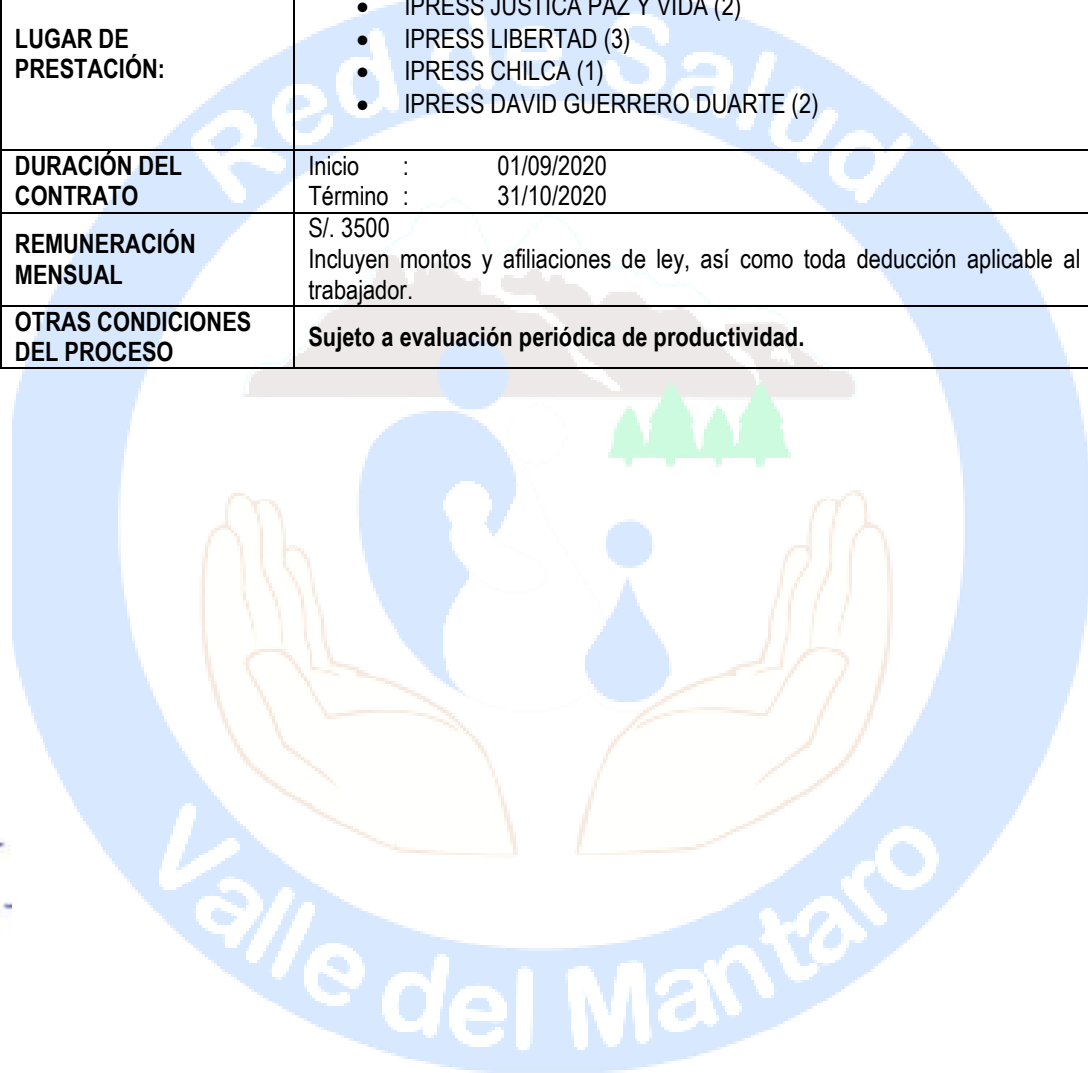 IPRESS JUSTICA PAZ Y VIDA (2)
LUGAR DE
PRESTACIÓN:
• IPRESS LIBERTAD (3)
• IPRESS CHILCA (1)
• IPRESS DAVID GUERRERO DUARTE (2)
DURACIÓN DEL
CONTRATO
Inicio : 01/09/2020
Término : 31/10/2020
REMUNERACIÓN
MENSUAL
S/. 3500
Incluyen montos y afiliaciones de ley, así como toda deducción aplicable al
trabajador.
OTRAS CONDICIONES
DEL PROCESO
Sujeto a evaluación periódica de productividad.
Red de Salud
Valle del Mantaro